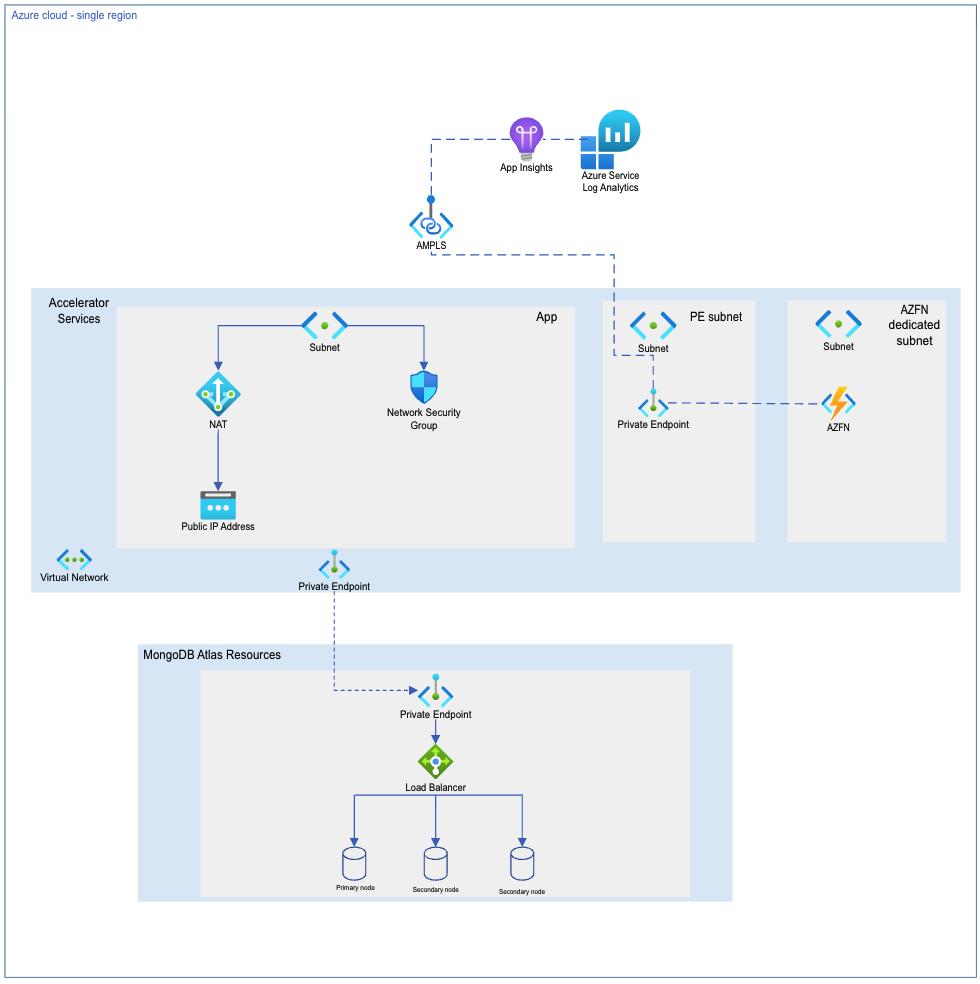 Azure cloud - single region
App Insights
Azure Service
Log Analytics
AMPLS
Accelerator
Services
App
Subnet
NAT
Network Security
Group
Public IP Address
PE subnet
Subnet
Private Endpoint
AZFN
dedicated
subnet
Subnet
AZFN
Virtual Network
Private Endpoint
MongoDB Atlas Resources
Private Endpoint
Load Balancer
Primary node
Secondary node
Secondary node